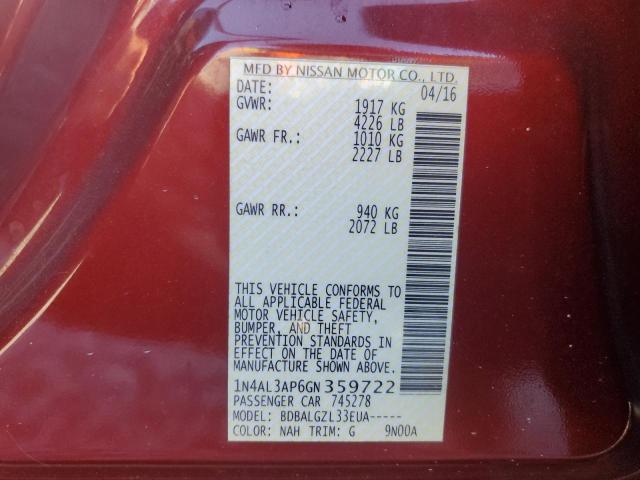 MFD BY NISSAN MOTOR CO., LTD.
DATE: 04/16
GVWR: 1917 KG
4226 LB
GAWR FR.: 1010 KG
2227 LB
GAWR RR.: 940 KG
2072 LB
THIS VEHICLE CONFORMS TO
ALL APPLICABLE FEDERAL
MOTOR VEHICLE SAFETY,
BUMPER, AND THEFT
PREVENTION STANDARDS IN
EFFECT ON THE DATE OF
MANUFACTURE SHOWN ABOVE.
1N4AL3AP6GN359722
PASSENGER CAR 745278
MODEL: BDBALGZL33EUA-----
COLOR: NAH TRIM: G 9N00A